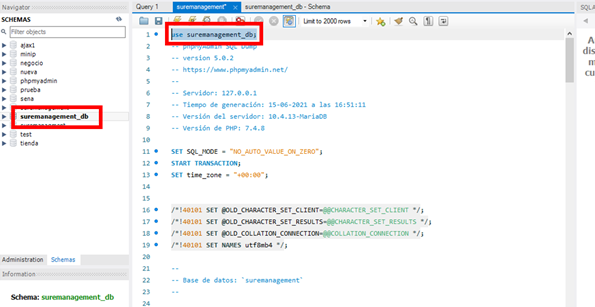 Navigator
SCHEMAS
Filter objects
ajax1
minip
negocio
nueva
phpmyadmin
prueba
sena
suremanagement_db
test
tienda
Administration Schemas
Information
Schema: suremanagement_db
Query 1 suremanagement* suremanagement_db - Schema
Limit to 2000 rows
1 use suremanagement_db;
2 -- phpMyAdmin SQL Dump
3 -- version 5.0.2
4 -- https://www.phpmyadmin.net/
5 --
6 -- Servidor: 127.0.0.1
7 -- Tiempo de generación: 15-06-2021 a las 16:51:11
8 -- Versión del servidor: 10.4.13-MariaDB
9 -- Versión de PHP: 7.4.8
10
11 SET SQL_MODE = "NO_AUTO_VALUE_ON_ZERO";
12 START TRANSACTION;
13 SET time_zone = "+00:00";
14
15
16 /*!40101 SET @OLD_CHARACTER_SET_CLIENT=@@CHARACTER_SET_CLIENT */;
17 /*!40101 SET @OLD_CHARACTER_SET_RESULTS=@@CHARACTER_SET_RESULTS */;
18 /*!40101 SET @OLD_COLLATION_CONNECTION=@@COLLATION_CONNECTION */;
19 /*!40101 SET NAMES utf8mb4 */;
20
21 --
22 -- Base de datos: `suremanagement`
23 --
SQLA
A
dis
m
cu